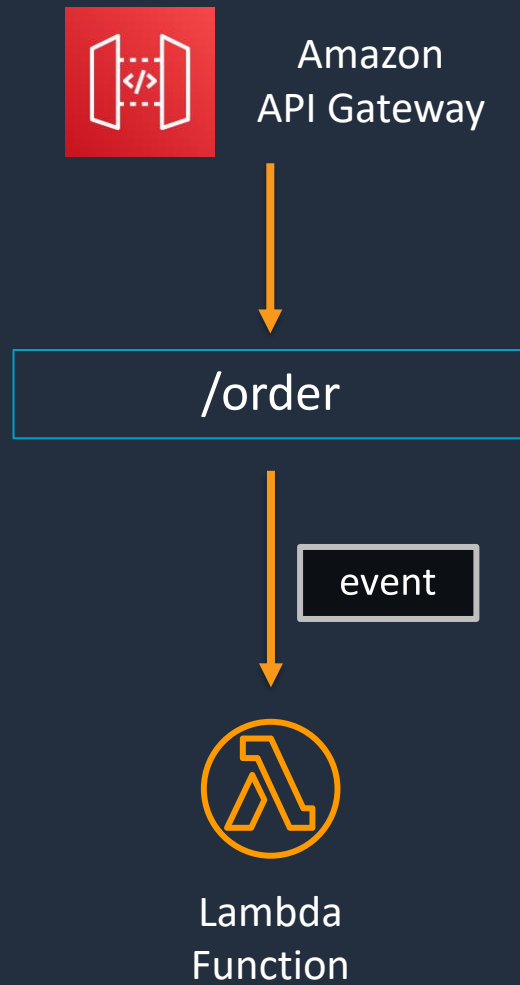 Amazon
API Gateway
</>
/order
event
Lambda
Function